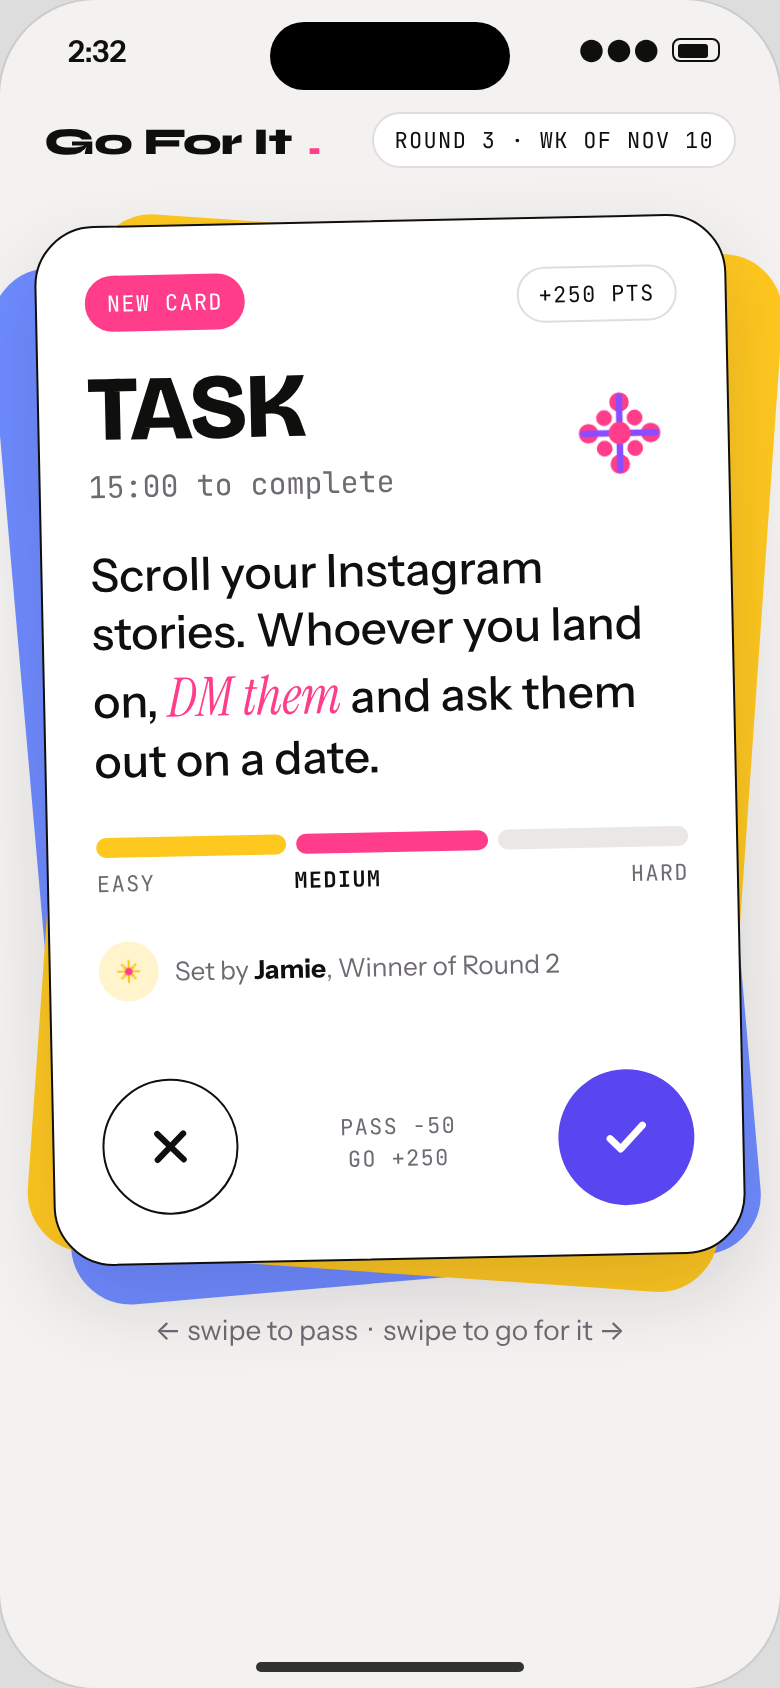 2:32
Go For It .
ROUND 3 · WK OF NOV 10
NEW CARD
+250 PTS
TASK
15:00 to complete
Scroll your Instagram
stories. Whoever you land
on, DM them and ask them
out on a date.
EASY
MEDIUM
HARD
Set by Jamie, Winner of Round 2
PASS -50
GO +250
← swipe to pass · swipe to go for it →